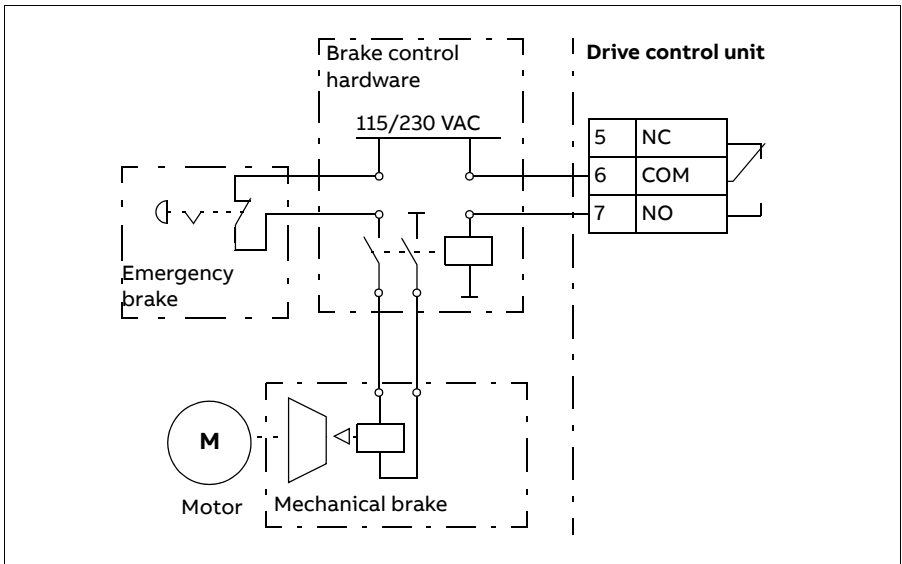 Brake control
hardware
Drive control unit
115/230 VAC
5 NC
6 COM
7 NO
Emergency
brake
M
Motor
Mechanical brake